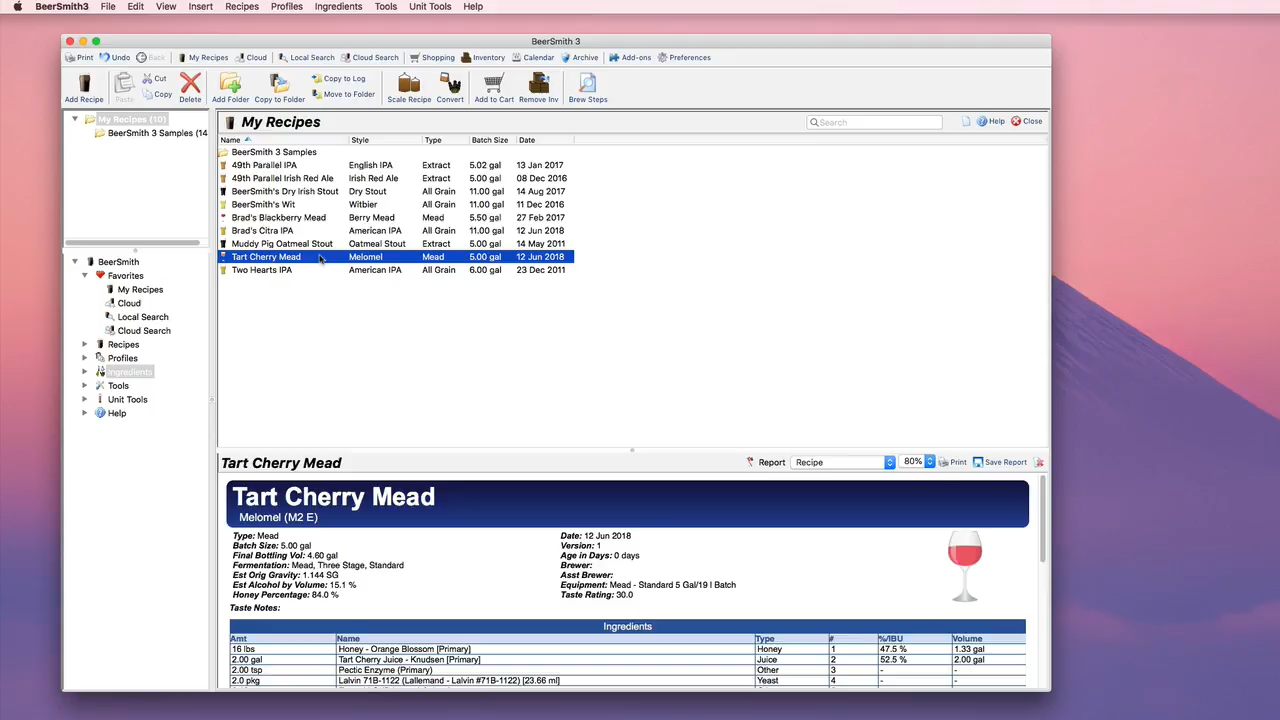 BeerSmith3 File Edit View Insert Recipes Profiles Ingredients Tools Unit Tools Help
BeerSmith 3
Print Undo Back My Recipes Cloud Local Search Cloud Search Shopping Inventory Calendar Archive Add-ons Preferences
Add Recipe Paste Cut Copy Delete Add Folder Copy to Folder Copy to Log Move to Folder Scale Recipe Convert Add to Cart Remove Inv Brew Steps
My Recipes (10)
BeerSmith 3 Samples (14
BeerSmith
Favorites
My Recipes
Cloud
Local Search
Cloud Search
Recipes
Profiles
Ingredients
Tools
Unit Tools
Help
My Recipes Search Help Close
Name Style Type Batch Size Date
BeerSmith 3 Samples
49th Parallel IPA English IPA Extract 5.02 gal 13 Jan 2017
49th Parallel Irish Red Ale Irish Red Ale Extract 5.00 gal 08 Dec 2016
BeerSmith's Dry Irish Stout Dry Stout All Grain 11.00 gal 14 Aug 2017
BeerSmith's Wit Witbier All Grain 11.00 gal 11 Dec 2016
Brad's Blackberry Mead Berry Mead Mead 5.50 gal 27 Feb 2017
Brad's Citra IPA American IPA All Grain 11.00 gal 12 Jun 2018
Muddy Pig Oatmeal Stout Oatmeal Stout Extract 5.00 gal 14 May 2011
Tart Cherry Mead Melomel Mead 5.00 gal 12 Jun 2018
Two Hearts IPA American IPA All Grain 6.00 gal 23 Dec 2011
Tart Cherry Mead Report Recipe 80% Print Save Report
Tart Cherry Mead
Melomel (M2 E)
Type: Mead Date: 12 Jun 2018
Batch Size: 5.00 gal Version: 1
Final Bottling Vol: 4.60 gal Age in Days: 0 days
Fermentation: Mead, Three Stage, Standard Brewer:
Est Orig Gravity: 1.144 SG Asst Brewer:
Est Alcohol by Volume: 15.1 % Equipment: Mead - Standard 5 Gal/19 l Batch
Honey Percentage: 84.0 % Taste Rating: 30.0
Taste Notes:
Ingredients
Amt Name Type # %/IBU Volume
16 lbs Honey - Orange Blossom [Primary] Honey 1 47.5 % 1.33 gal
2.00 gal Tart Cherry Juice - Knudsen [Primary] Juice 2 52.5 % 2.00 gal
2.00 tsp Pectic Enzyme (Primary) Other 3 - -
2.0 pkg Lalvin 71B-1122 (Lallemand - Lalvin #71B-1122) [23.66 ml] Yeast 4 - -